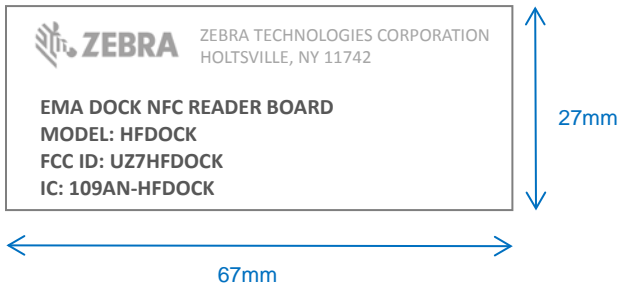 ZEBRA
ZEBRA TECHNOLOGIES CORPORATION
HOLTSVILLE, NY 11742
EMA DOCK NFC READER BOARD
MODEL: HFDOCK
FCC ID: UZ7HFDOCK
IC: 109AN-HFDOCK
27mm
67mm